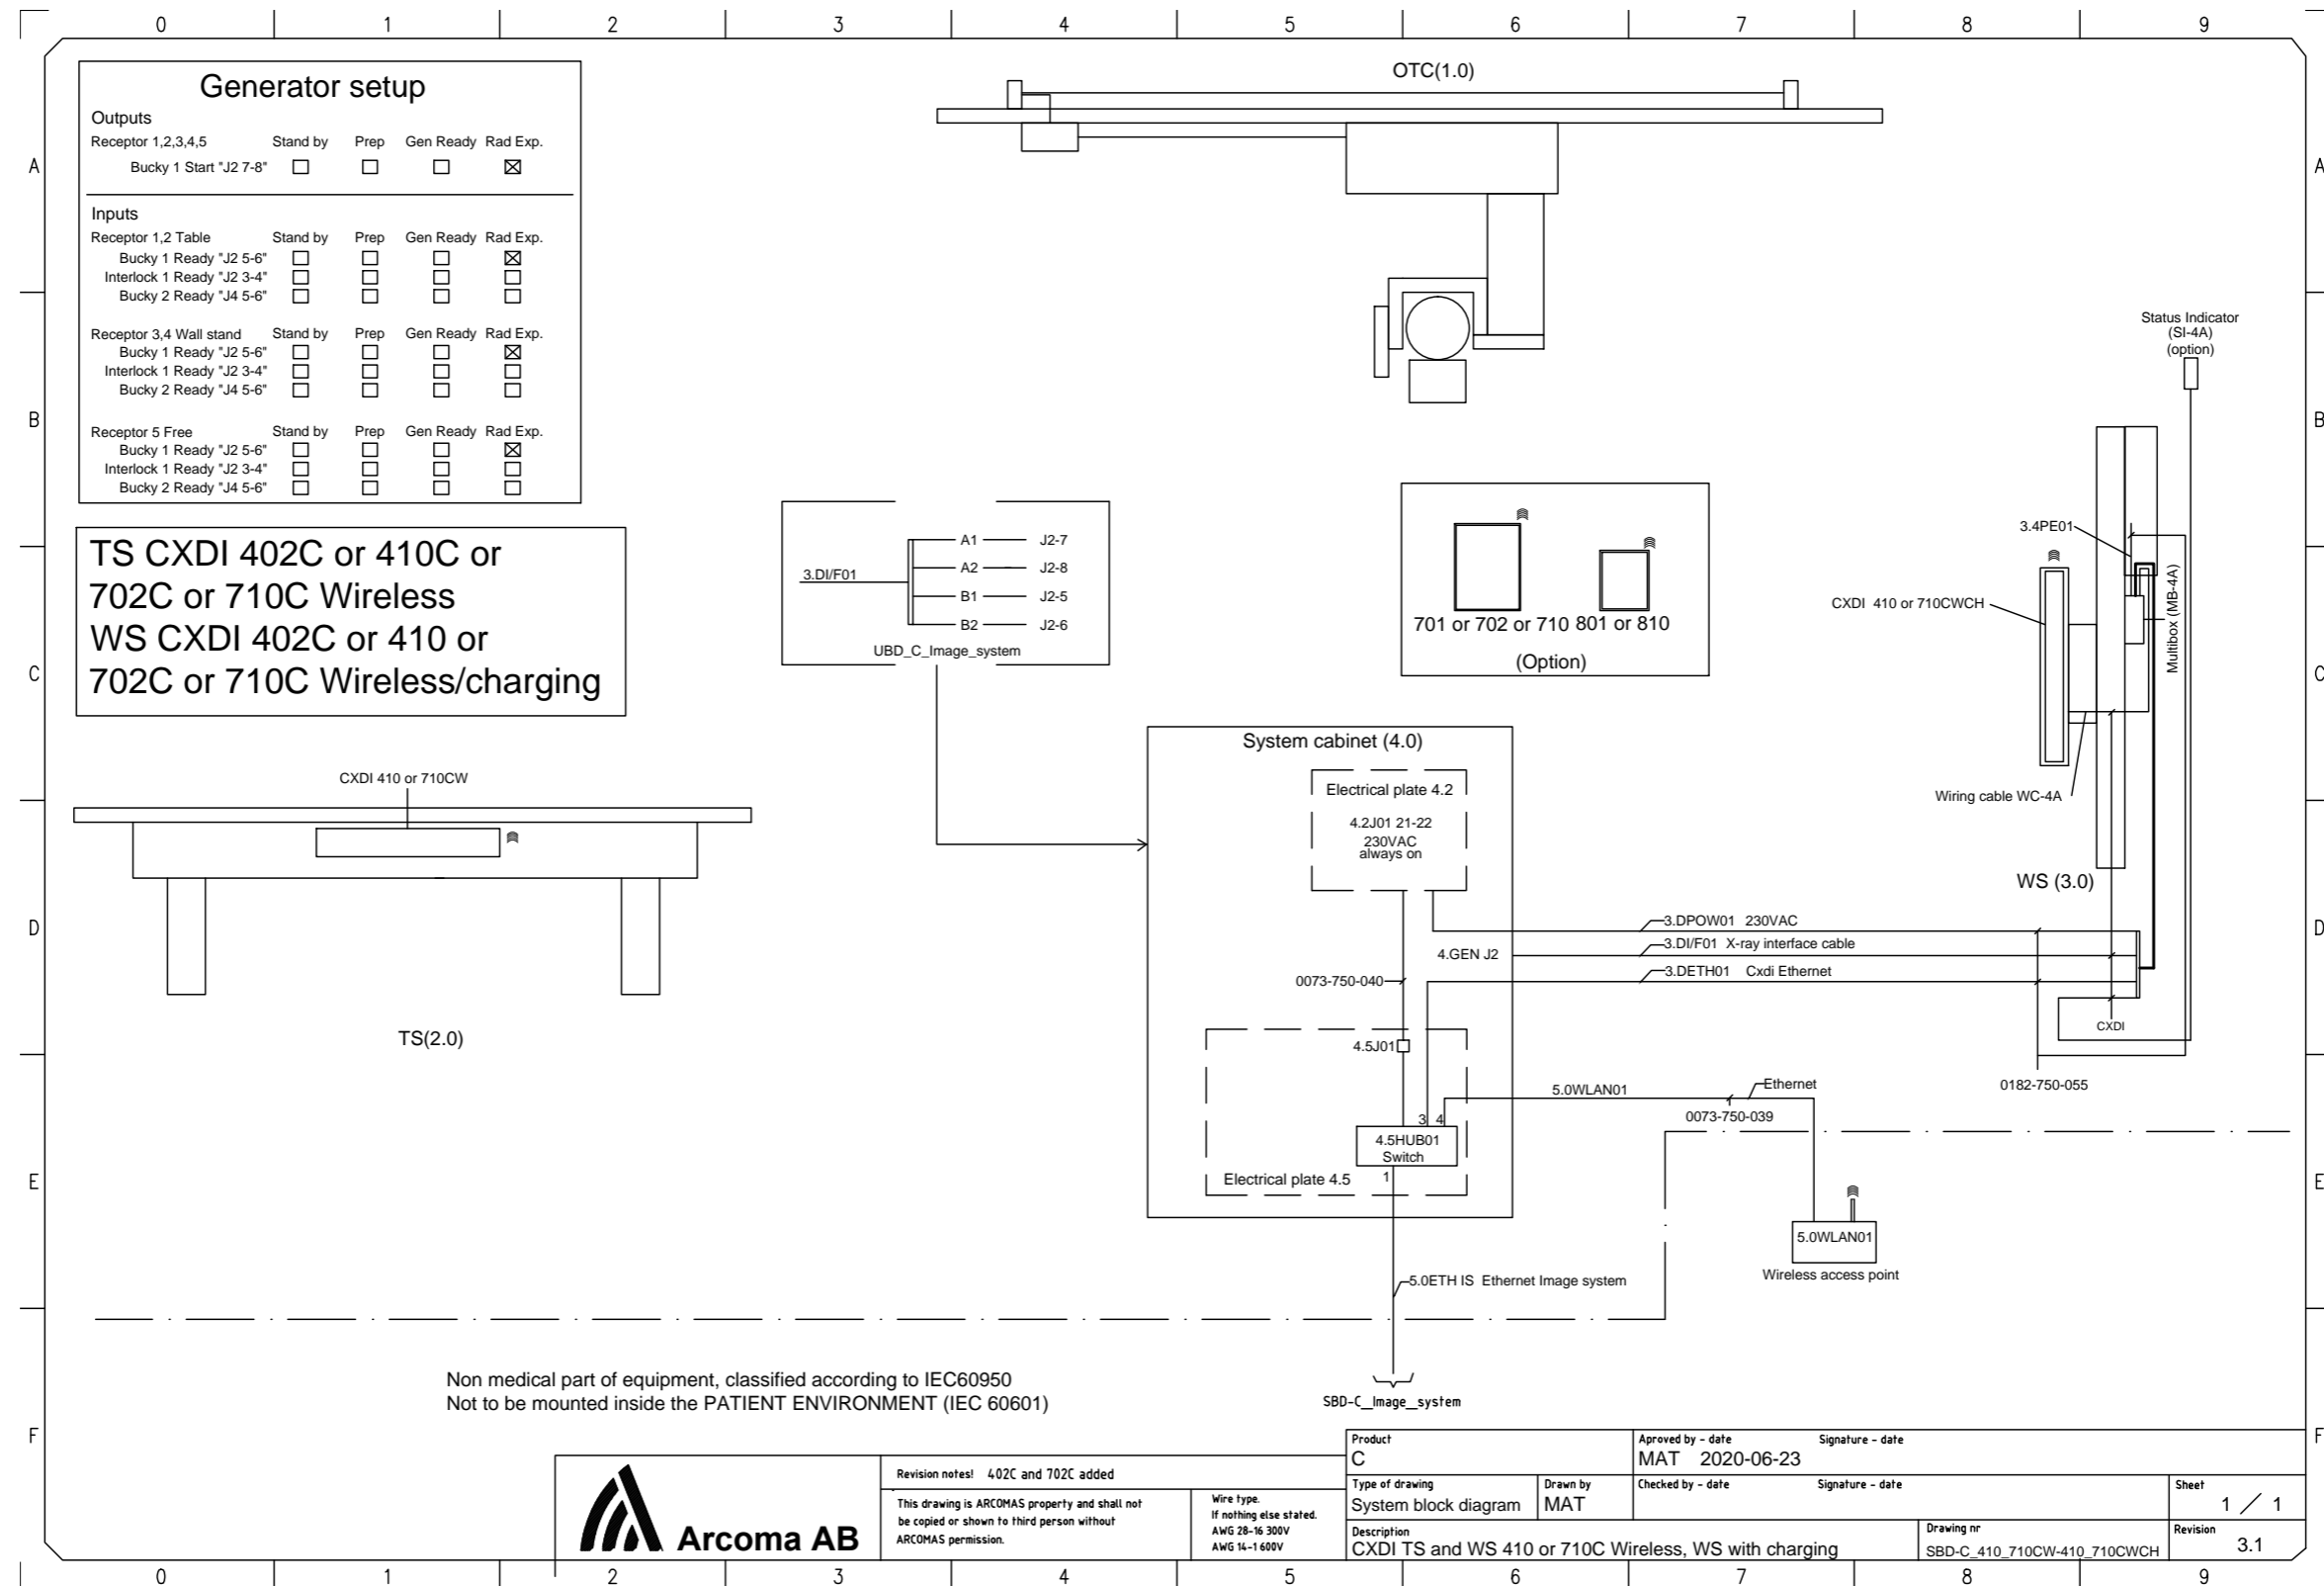 0 1 2 3 4 5 6 7 8 9
Generator setup
Outputs
Receptor 1,2,3,4,5 Stand by Prep Gen Ready Rad Exp.
Bucky 1 Start "J2 7-8"
Inputs
Receptor 1,2 Table Stand by Prep Gen Ready Rad Exp.
Bucky 1 Ready "J2 5-6"
Interlock 1 Ready "J2 3-4"
Bucky 2 Ready "J4 5-6"
Receptor 3,4 Wall stand Stand by Prep Gen Ready Rad Exp.
Bucky 1 Ready "J2 5-6"
Interlock 1 Ready "J2 3-4"
Bucky 2 Ready "J4 5-6"
Receptor 5 Free Stand by Prep Gen Ready Rad Exp.
Bucky 1 Ready "J2 5-6"
Interlock 1 Ready "J2 3-4"
Bucky 2 Ready "J4 5-6"
A
B
C
D
E
F
A
B
C
D
E
F
OTC(1.0)
TS CXDI 402C or 410C or
702C or 710C Wireless
WS CXDI 402C or 410 or
702C or 710C Wireless/charging
3.DI/F01
A1 J2-7
A2 J2-8
B1 J2-5
B2 J2-6
UBD_C_Image_system
701 or 702 or 710 801 or 810
(Option)
Status Indicator
(SI-4A)
(option)
3.4PE01
CXDI 410 or 710CWCH
Multibox (MB-4A)
Wiring cable WC-4A
WS (3.0)
CXDI 410 or 710CW
TS(2.0)
System cabinet (4.0)
Electrical plate 4.2
4.2J01 21-22
230VAC
always on
3.DPOW01 230VAC
4.GEN J2
3.DI/F01 X-ray interface cable
0073-750-040
3.DETH01 Cxdi Ethernet
CXDI
4.5J01
0182-750-055
5.0WLAN01
Ethernet
0073-750-039
3 4
4.5HUB01
Switch
1
Electrical plate 4.5
5.0WLAN01
Wireless access point
5.0ETH IS Ethernet Image system
Non medical part of equipment, classified according to IEC60950
Not to be mounted inside the PATIENT ENVIRONMENT (IEC 60601)
SBD-C_Image_system
Arcoma AB
Revision notes! 402C and 702C added
This drawing is ARCOMAS property and shall not
be copied or shown to third person without
ARCOMAS permission.
Wire type.
If nothing else stated.
AWG 28-16 300V
AWG 14-1 600V
Product
C
Aproved by - date Signature - date
MAT 2020-06-23
Type of drawing
System block diagram
Drawn by
MAT
Checked by - date Signature - date
Sheet
1 / 1
Description
CXDI TS and WS 410 or 710C Wireless, WS with charging
Drawing nr
SBD-C_410_710CW-410_710CWCH
Revision
3.1
0 1 2 3 4 5 6 7 8 9